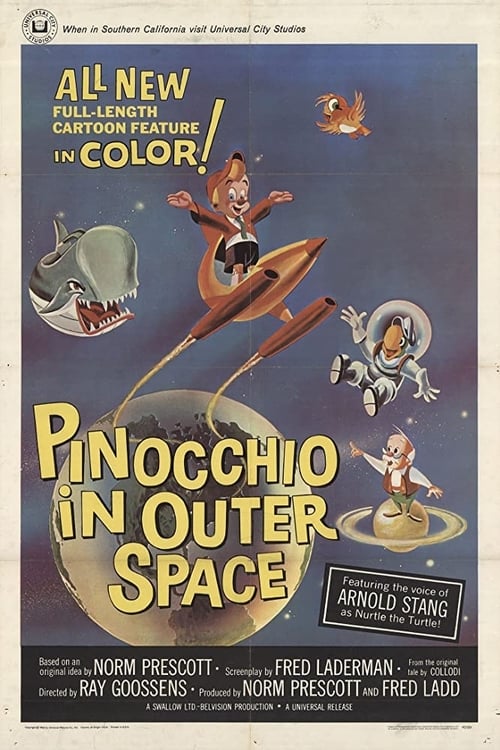 UNIVERSAL CITY STUDIOS
When in Southern California visit Universal City Studios
ALL NEW
FULL-LENGTH
CARTOON FEATURE
IN COLOR!
PINOCCHIO
IN OUTER
SPACE
Featuring the voice of
ARNOLD STANG
as Nurtle the Turtle!
Based on an original idea by NORM PRESCOTT · Screenplay by FRED LADERMAN · From the original tale by COLLODI
Directed by RAY GOOSSENS · Produced by NORM PRESCOTT AND FRED LADD
A SWALLOW LTD.-BELVISION PRODUCTION · A UNIVERSAL RELEASE